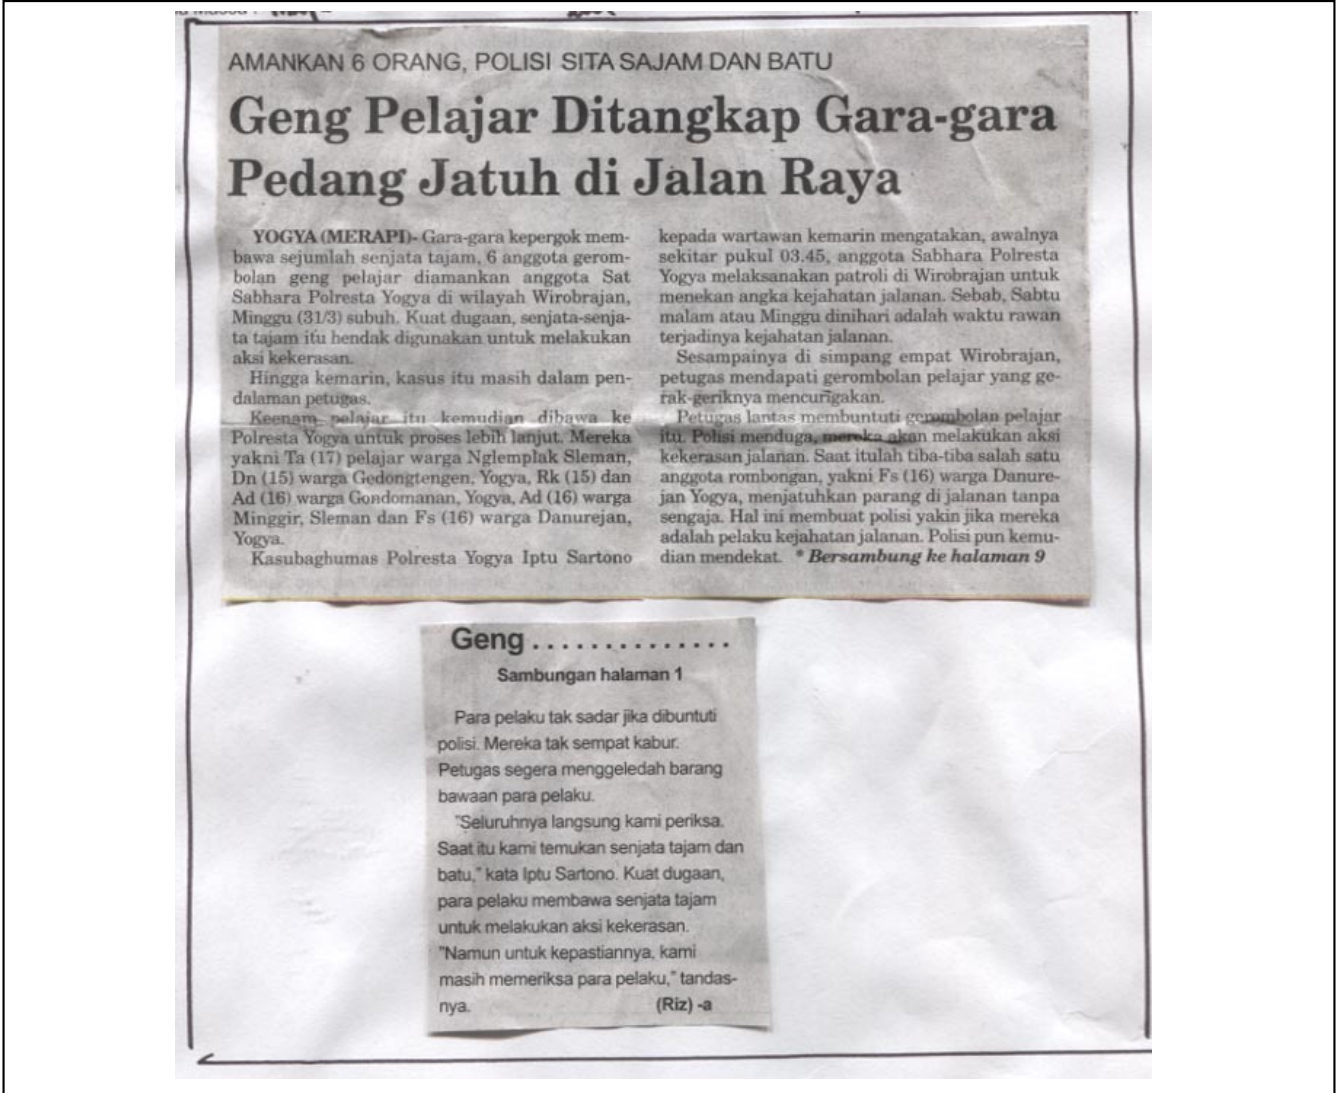 AMANKAN 6 ORANG, POLISI SITA SAJAM DAN BATU
Geng Pelajar Ditangkap Gara-gara
Pedang Jatuh di Jalan Raya
YOGYA (MERAPI)- Gara-gara kepergok mem-
bawa sejumlah senjata tajam, 6 anggota gerom-
bolan geng pelajar diamankan anggota Sat
Sabhara Polresta Yogya di wilayah Wirobrajan,
Minggu (31/3) subuh. Kuat dugaan, senjata-senja-
ta tajam itu hendak digunakan untuk melakukan
aksi kekerasan.
Hingga kemarin, kasus itu masih dalam pen-
dalaman petugas.
Keenam pelajar itu kemudian dibawa ke
Polresta Yogya untuk proses lebih lanjut. Mereka
yakni Ta (17) pelajar warga Nglemplak Sleman,
Dn (15) warga Gedongtengen, Yogya, Rk (15) dan
Ad (16) warga Gondomanan, Yogya, Ad (16) warga
Minggir, Sleman dan Fs (16) warga Danurejan,
Yogya.
Kasubaghumas Polresta Yogya Iptu Sartono
kepada wartawan kemarin mengatakan, awalnya
sekitar pukul 03.45, anggota Sabhara Polresta
Yogya melaksanakan patroli di Wirobrajan untuk
menekan angka kejahatan jalanan. Sebab, Sabtu
malam atau Minggu dinihari adalah waktu rawan
terjadinya kejahatan jalanan.
Sesampainya di simpang empat Wirobrajan,
petugas mendapati gerombolan pelajar yang ge-
rak-geriknya mencurigakan.
Petugas lantas membuntuti gerombolan pelajar
itu. Polisi menduga, mereka akan melakukan aksi
kekerasan jalanan. Saat itulah tiba-tiba salah satu
anggota rombongan, yakni Fs (16) warga Danure-
jan Yogya, menjatuhkan parang di jalanan tanpa
sengaja. Hal ini membuat polisi yakin jika mereka
adalah pelaku kejahatan jalanan. Polisi pun kemu-
dian mendekat. * Bersambung ke halaman 9
Geng ..............
Sambungan halaman 1
Para pelaku tak sadar jika dibuntuti
polisi. Mereka tak sempat kabur.
Petugas segera menggeledah barang
bawaan para pelaku.
"Seluruhnya langsung kami periksa.
Saat itu kami temukan senjata tajam dan
batu," kata Iptu Sartono. Kuat dugaan,
para pelaku membawa senjata tajam
untuk melakukan aksi kekerasan.
"Namun untuk kepastiannya, kami
masih memeriksa para pelaku," tandas-
nya. (Riz) -a